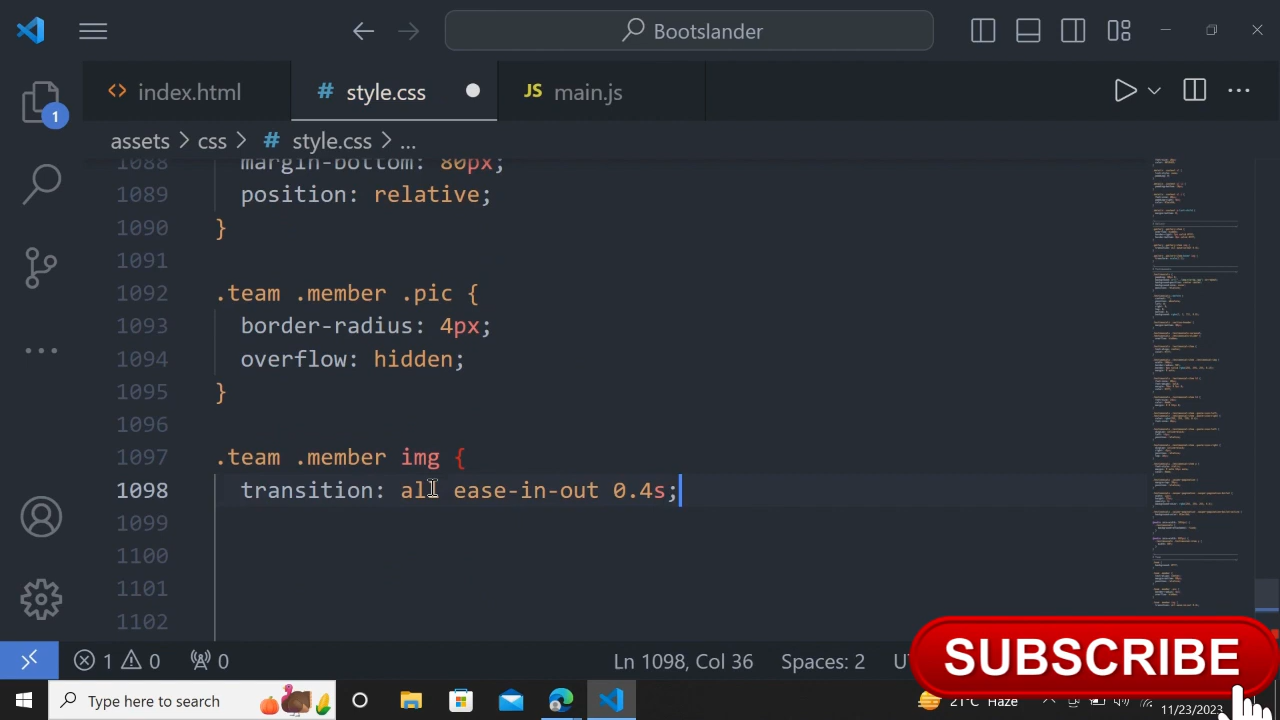 Bootslander
index.html
style.css
JS main.js
assets > css > # style.css > ...
1088 margin-bottom: 80px;
1089 position: relative;
1090 }
1091
1092 .team .member .pic {
1093 border-radius: 4px;
1094 overflow: hidden;
1095 }
1096
1097 .team .member img
1098 transition: all ease-in-out 0.4s;
1099
1100
1101
1102
1
1 0 0
Ln 1098, Col 36 Spaces: 2
SUBSCRIBE
Type here to search
21°C Haze
11/23/2023